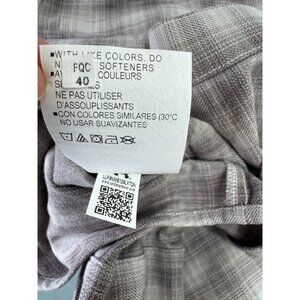 ▪WITH LIKE COLORS. DO
N SOFTENERS
FQC
40
▪AV COULEURS
S
NE PAS UTILISER
D'ASSOUPLISSANTS
▪CON COLORES SIMILARES (30°C
NO USAR SUAVIZANTES